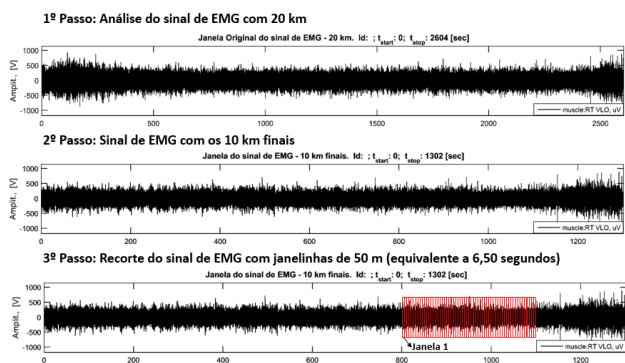 1º Passo: Análise do sinal de EMG com 20 km
Janela Original do sinal de EMG - 20 km. Id: ; t_start: 0; t_stop: 2604 [sec]
1000
500
0
-500
-1000
Amplit., [V]
muscle:RT VLO, uV
0 500 1000 1500 2000 2500
2º Passo: Sinal de EMG com os 10 km finais
Janela do sinal de EMG - 10 km finais. Id: ; t_start: 0; t_stop: 1302 [sec]
1000
500
0
-500
-1000
Amplit., [V]
muscle:RT VLO, uV
0 200 400 600 800 1000 1200
3º Passo: Recorte do sinal de EMG com janelinhas de 50 m (equivalente a 6,50 segundos)
Janela do sinal de EMG - 10 km finais. Id: ; t_start: 0; t_stop: 1302 [sec]
1000
500
0
-500
-1000
Amplit., [V]
Janela 1
muscle:RT VLO, uV
0 200 400 600 800 1000 1200